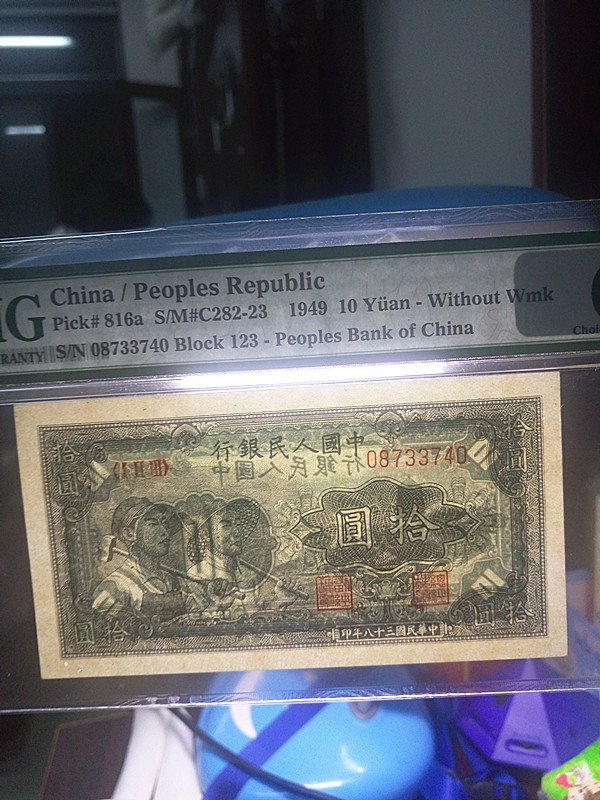 China / Peoples Republic
Pick# 816a S/M#C282-23 1949 10 Yüan - Without Wmk
S/N 08733740 Block 123 - Peoples Bank of China
行銀民人國中
拾圓
圓拾
(I II III)
08733740
圓拾
印年八十三國民華中
圓拾
拾圓